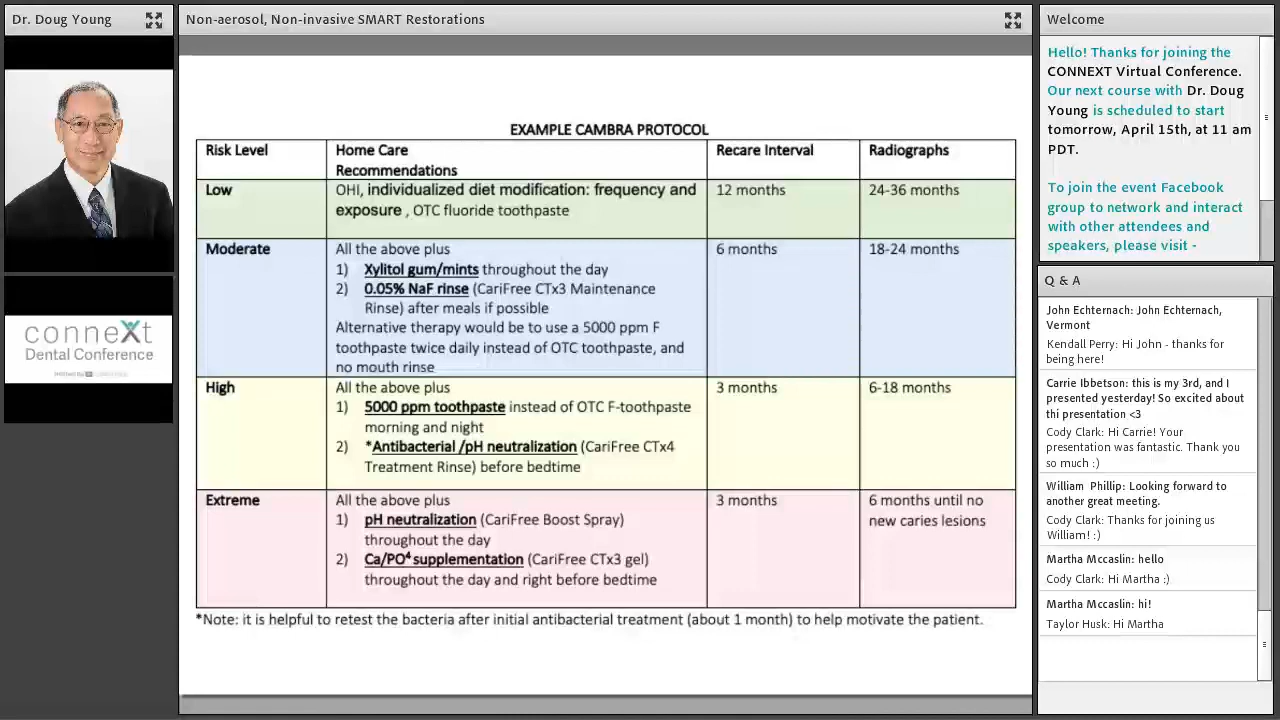 Dr. Doug Young
Non-aerosol, Non-invasive SMART Restorations
EXAMPLE CAMBRA PROTOCOL
Risk Level
Home Care
Recommendations
Recare Interval
Radiographs
Low
OHI, individualized diet modification: frequency and
exposure , OTC fluoride toothpaste
12 months
24-36 months
Moderate
All the above plus
1) Xylitol gum/mints throughout the day
2) 0.05% NaF rinse (CariFree CTx3 Maintenance
Rinse) after meals if possible
Alternative therapy would be to use a 5000 ppm F
toothpaste twice daily instead of OTC toothpaste, and
no mouth rinse
6 months
18-24 months
High
All the above plus
1) 5000 ppm toothpaste instead of OTC F-toothpaste
morning and night
2) *Antibacterial /pH neutralization (CariFree CTx4
Treatment Rinse) before bedtime
3 months
6-18 months
Extreme
All the above plus
1) pH neutralization (CariFree Boost Spray)
throughout the day
2) Ca/PO⁴ supplementation (CariFree CTx3 gel)
throughout the day and right before bedtime
3 months
6 months until no
new caries lesions
*Note: it is helpful to retest the bacteria after initial antibacterial treatment (about 1 month) to help motivate the patient.
conneXt
Dental Conference
Welcome
Hello! Thanks for joining the
CONNEXT Virtual Conference.
Our next course with Dr. Doug
Young is scheduled to start
tomorrow, April 15th, at 11 am
PDT.
To join the event Facebook
group to network and interact
with other attendees and
speakers, please visit -
Q & A
John Echternach: John Echternach,
Vermont
Kendall Perry: Hi John - thanks for
being here!
Carrie Ibbetson: this is my 3rd, and I
presented yesterday! So excited about
thi presentation <3
Cody Clark: Hi Carrie! Your
presentation was fantastic. Thank you
so much :)
William Phillip: Looking forward to
another great meeting.
Cody Clark: Thanks for joining us
William! :)
Martha Mccaslin: hello
Cody Clark: Hi Martha :)
Martha Mccaslin: hi!
Taylor Husk: Hi Martha